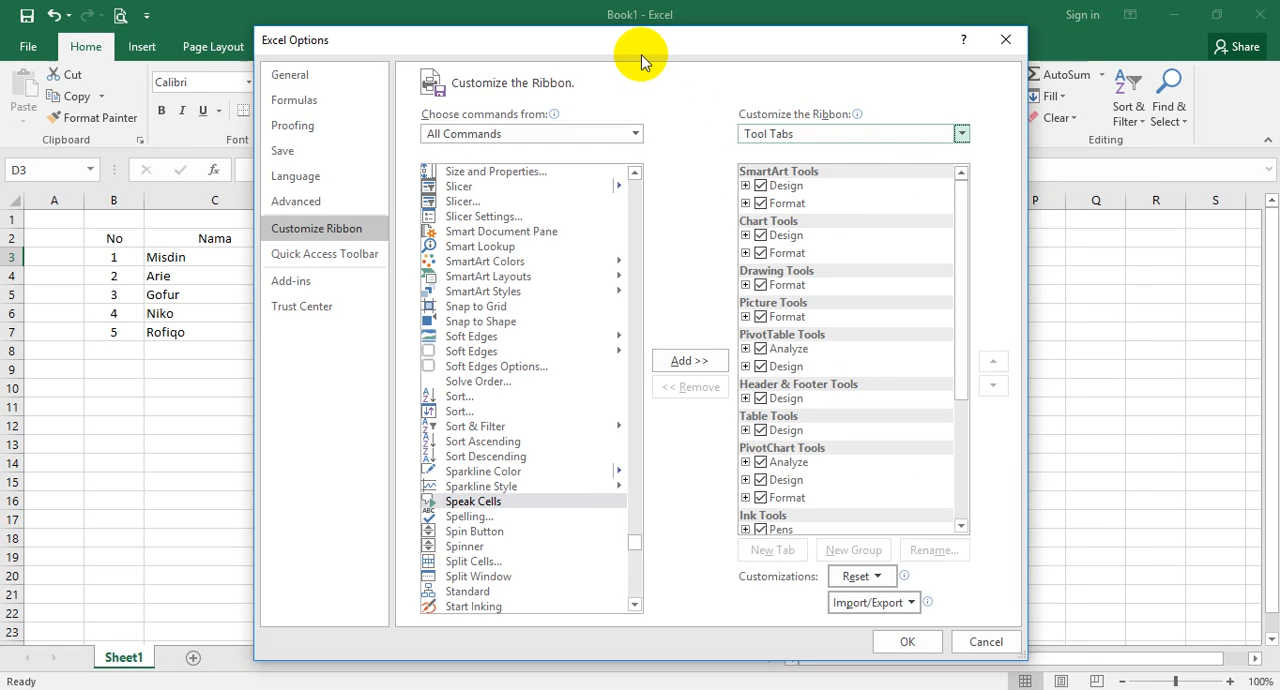 Book1 - Excel
Sign in
File
Home
Insert
Page Layout
Share
Paste
Cut
Copy
Format Painter
Clipboard
Calibri
B I U
Font
AutoSum
Fill
Clear
Sort &
Filter
Find &
Select
Editing
D3
fx
A B C P Q R S
1
2 No Nama
3 1 Misdin
4 2 Arie
5 3 Gofur
6 4 Niko
7 5 Rofiqo
8
9
10
11
12
13
14
15
16
17
18
19
20
21
22
23
Sheet1
Ready
100%
Excel Options
?
General
Formulas
Proofing
Save
Language
Advanced
Customize Ribbon
Quick Access Toolbar
Add-ins
Trust Center
Customize the Ribbon.
Choose commands from:
All Commands
Size and Properties...
Slicer
Slicer...
Slicer Settings...
Smart Document Pane
Smart Lookup
SmartArt Colors
SmartArt Layouts
SmartArt Styles
Snap to Grid
Snap to Shape
Soft Edges
Soft Edges
Soft Edges Options...
Solve Order...
Sort...
Sort...
Sort & Filter
Sort Ascending
Sort Descending
Sparkline Color
Sparkline Style
Speak Cells
Spelling...
Spin Button
Spinner
Split Cells...
Split Window
Standard
Start Inking
Add >>
<< Remove
Customize the Ribbon:
Tool Tabs
SmartArt Tools
Design
Format
Chart Tools
Design
Format
Drawing Tools
Format
Picture Tools
Format
PivotTable Tools
Analyze
Design
Header & Footer Tools
Design
Table Tools
Design
PivotChart Tools
Analyze
Design
Format
Ink Tools
Pens
New Tab
New Group
Rename...
Customizations:
Reset
Import/Export
OK
Cancel